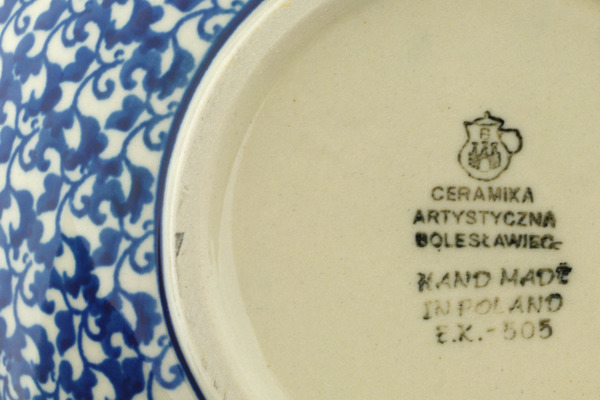 B
CERAMIKA
ARTYSTYCZNA
BOLESŁAWIEC
HAND MADE
IN POLAND
E.K.-505